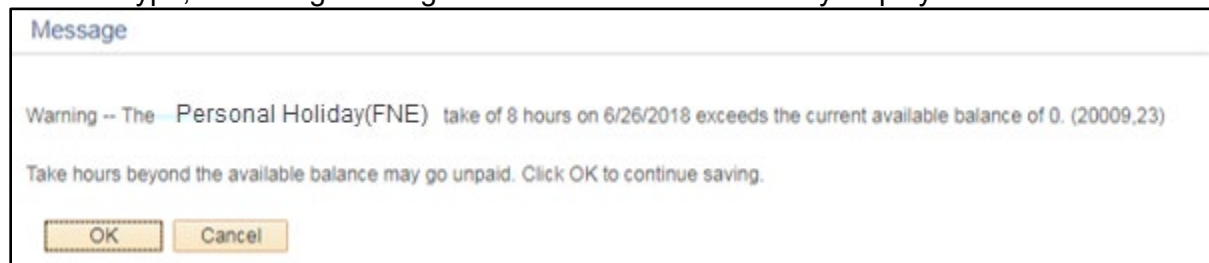 Message
Warning -- The Personal Holiday(FNE) take of 8 hours on 6/26/2018 exceeds the current available balance of 0. (20009,23)
Take hours beyond the available balance may go unpaid. Click OK to continue saving.
OK Cancel